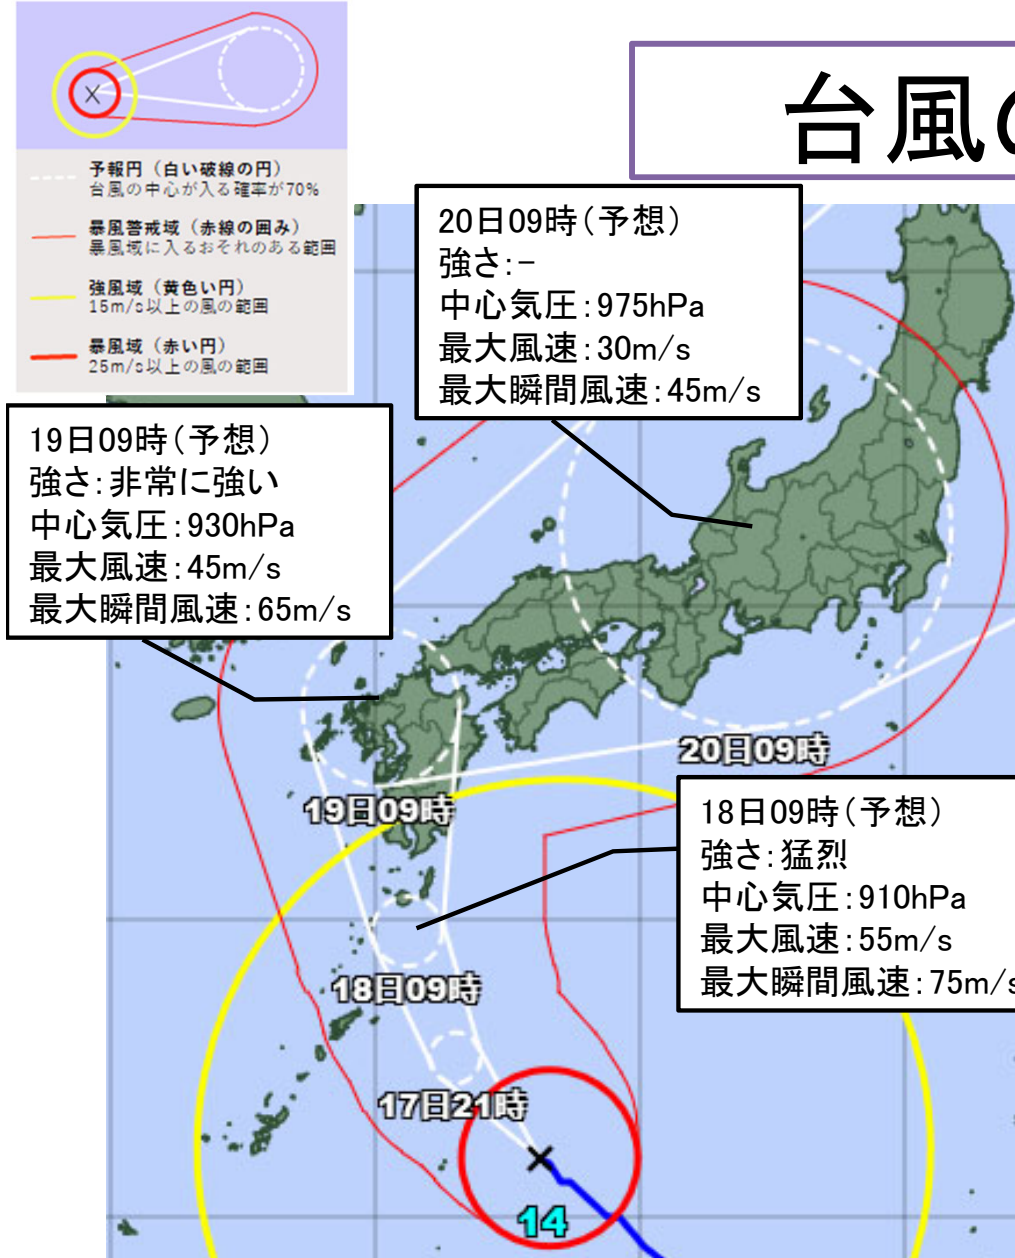 台風の
予報円（白い破線の円）
台風の中心が入る確率が70%
暴風警戒域（赤線の囲み）
暴風域に入るおそれのある範囲
強風域（黄色い円）
15m/s以上の風の範囲
暴風域（赤い円）
25m/s以上の風の範囲
20日09時（予想）
強さ：－
中心気圧：975hPa
最大風速：30m/s
最大瞬間風速：45m/s
19日09時（予想）
強さ：非常に強い
中心気圧：930hPa
最大風速：45m/s
最大瞬間風速：65m/s
20日09時
19日09時
18日09時（予想）
強さ：猛烈
中心気圧：910hPa
最大風速：55m/s
最大瞬間風速：75m/s
18日09時
17日21時
14